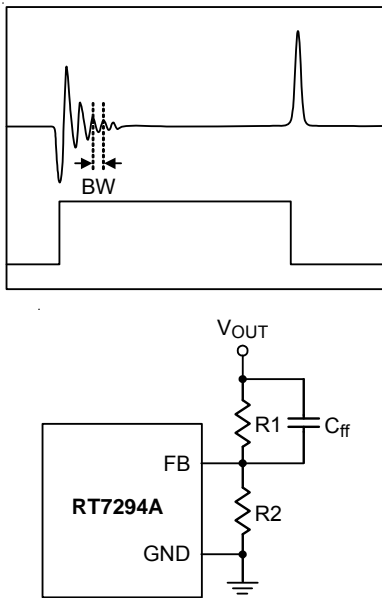 BW
VOUT
R1
Cff
FB
RT7294A
R2
GND